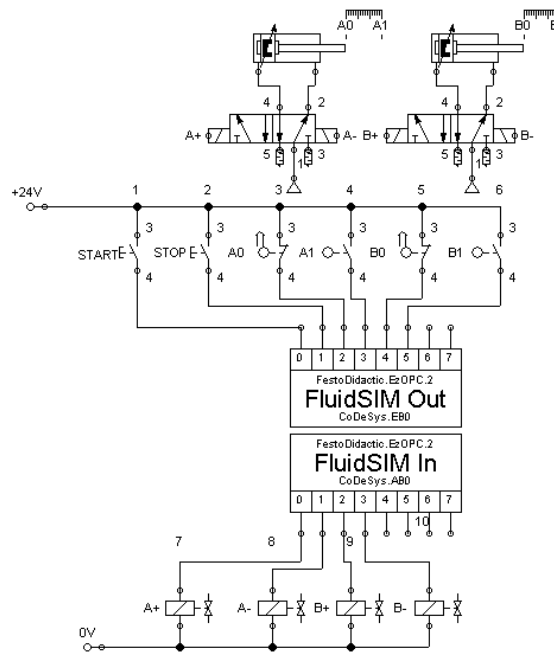 A0 A1 B0 B
4 2 4 2
A+ A- B+ B-
5 1 3 5 1 3
+24V 1 2 3 4 5 6
3 3 3 3 3 3
START STOP A0 A1 B0 B1
4 4 4 4 4 4
0 1 2 3 4 5 6 7
FestoDidactic.EzOPC.2
FluidSIM Out
CoDeSys.EB0
FestoDidactic.EzOPC.2
FluidSIM In
CoDeSys.AB0
0 1 2 3 4 5 6 7
10
7 8 9
A+ A- B+ B-
0V